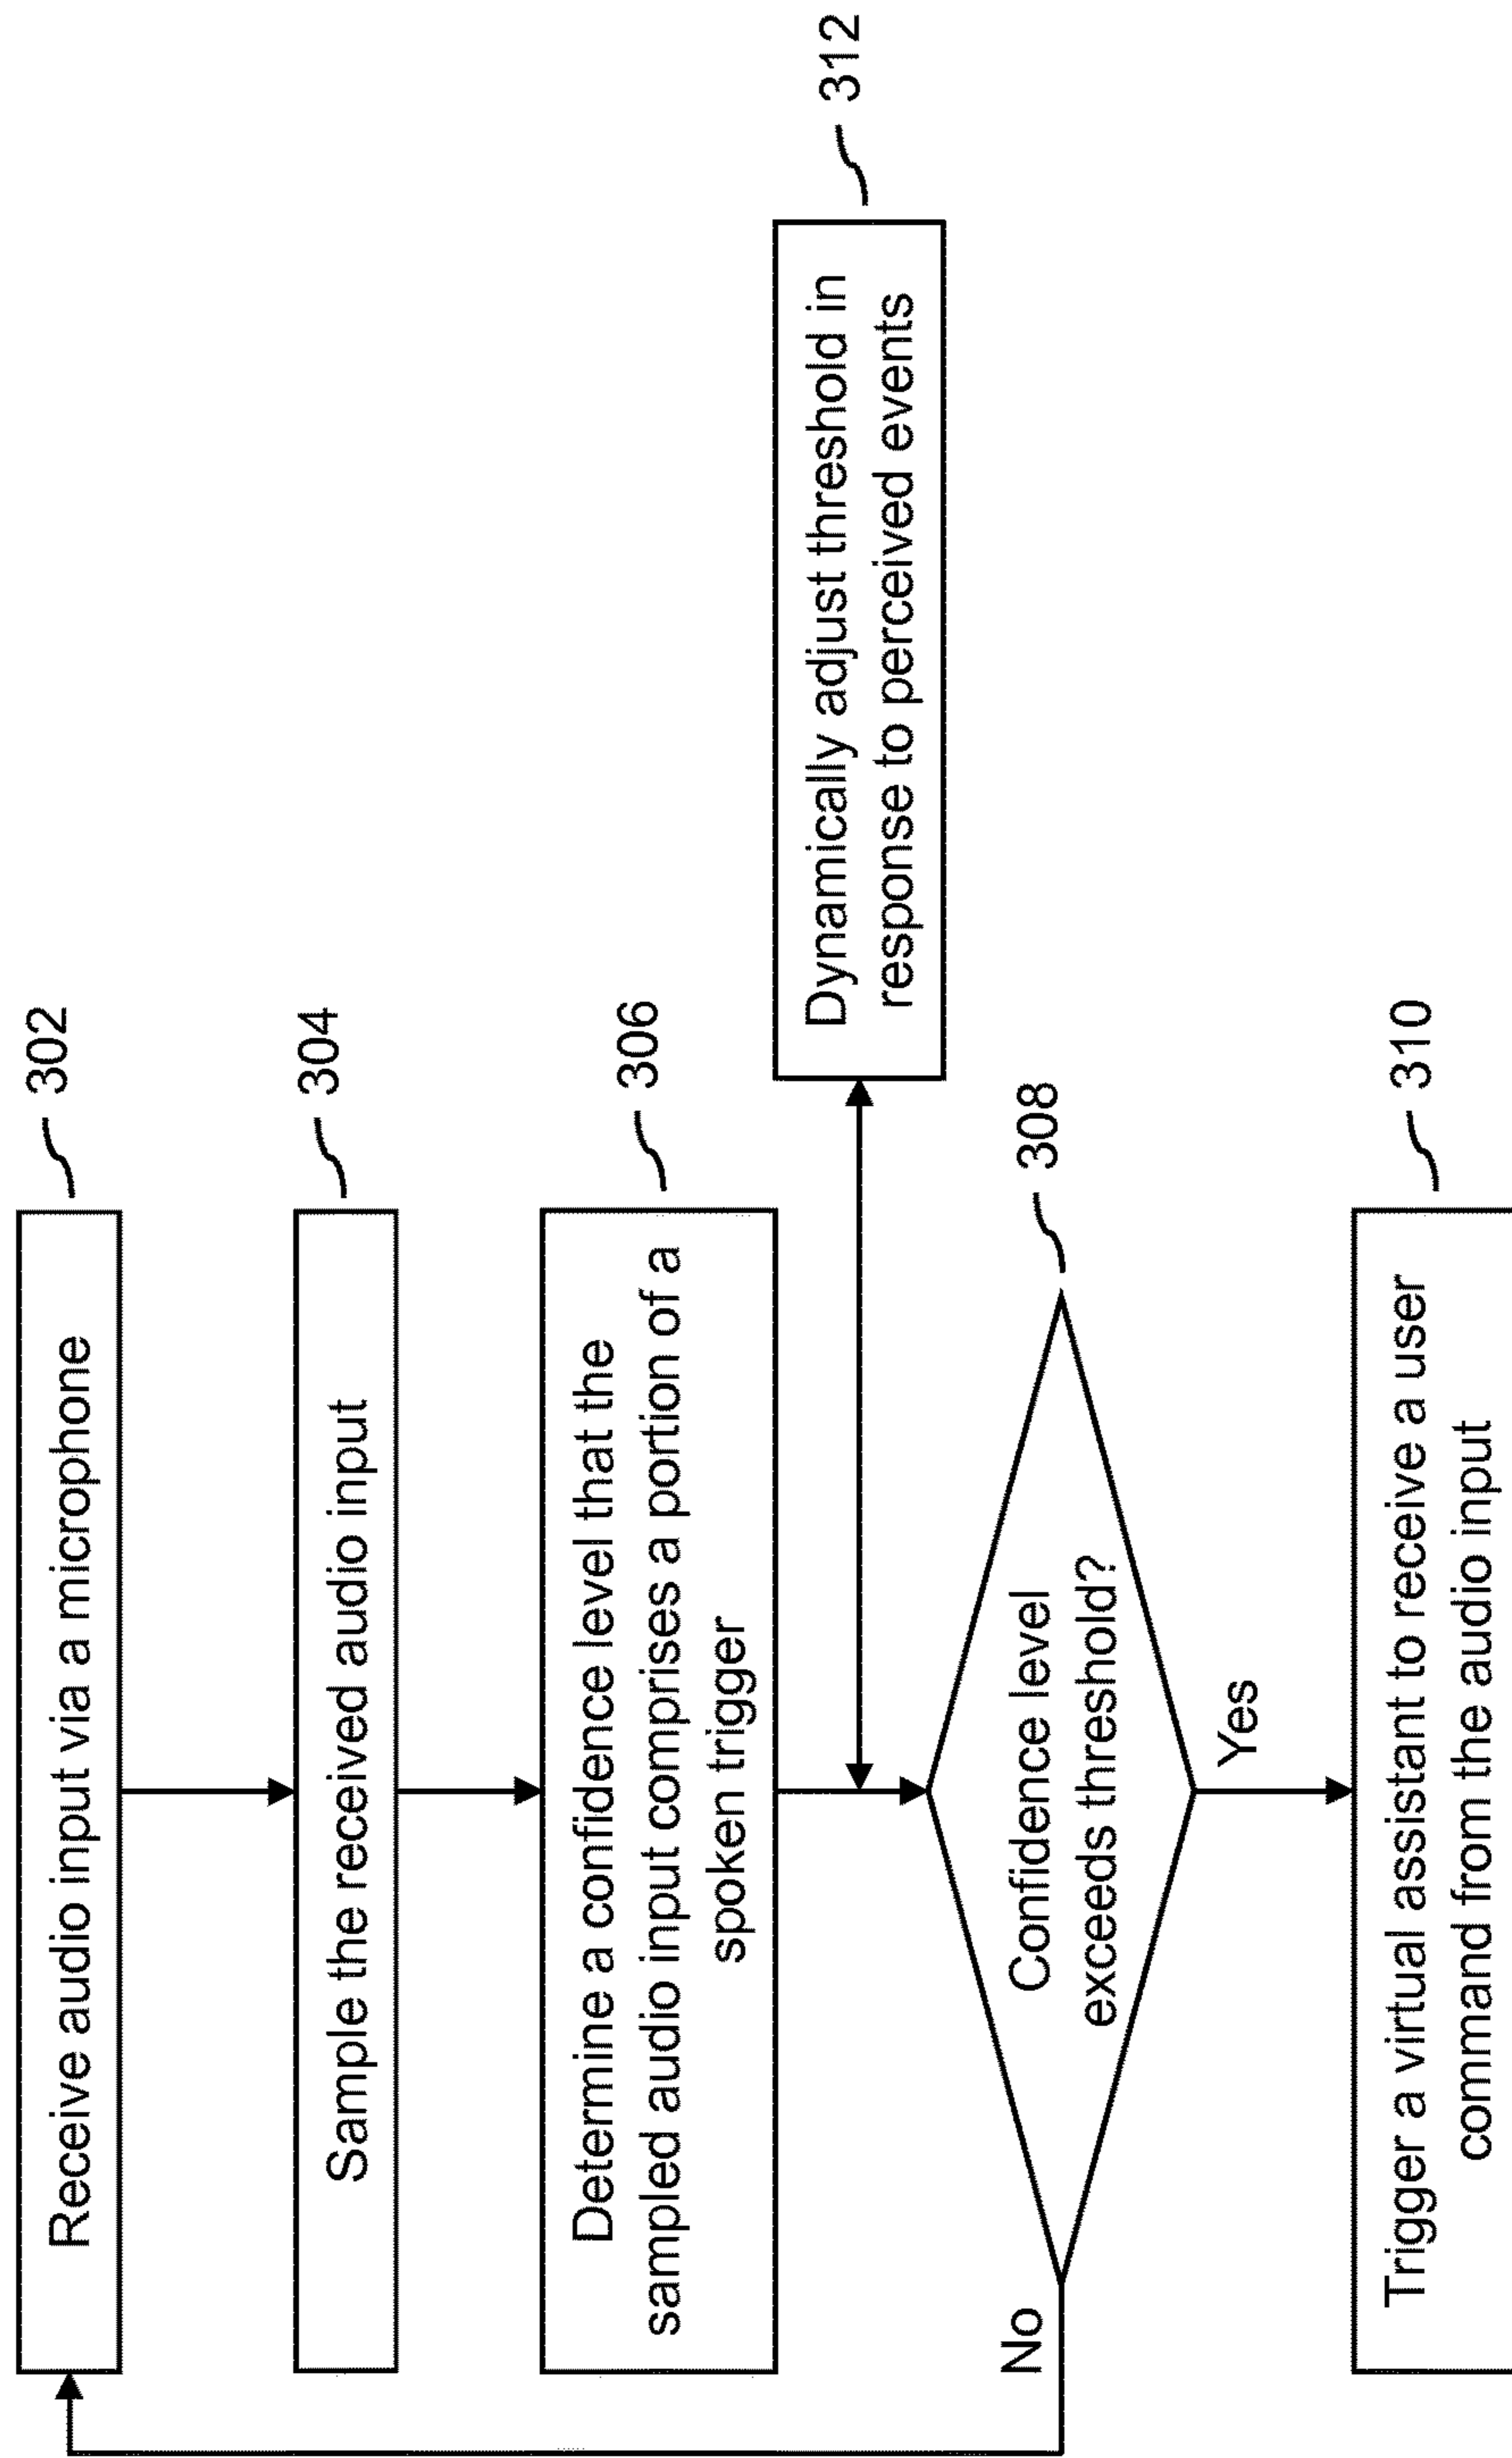 302
Receive audio input via a microphone
304
Sample the received audio input
306
Determine a confidence level that the
sampled audio input comprises a portion of a
spoken trigger
312
Dynamically adjust threshold in
response to perceived events
308
Confidence level
exceeds threshold?
No
Yes
310
Trigger a virtual assistant to receive a user
command from the audio input